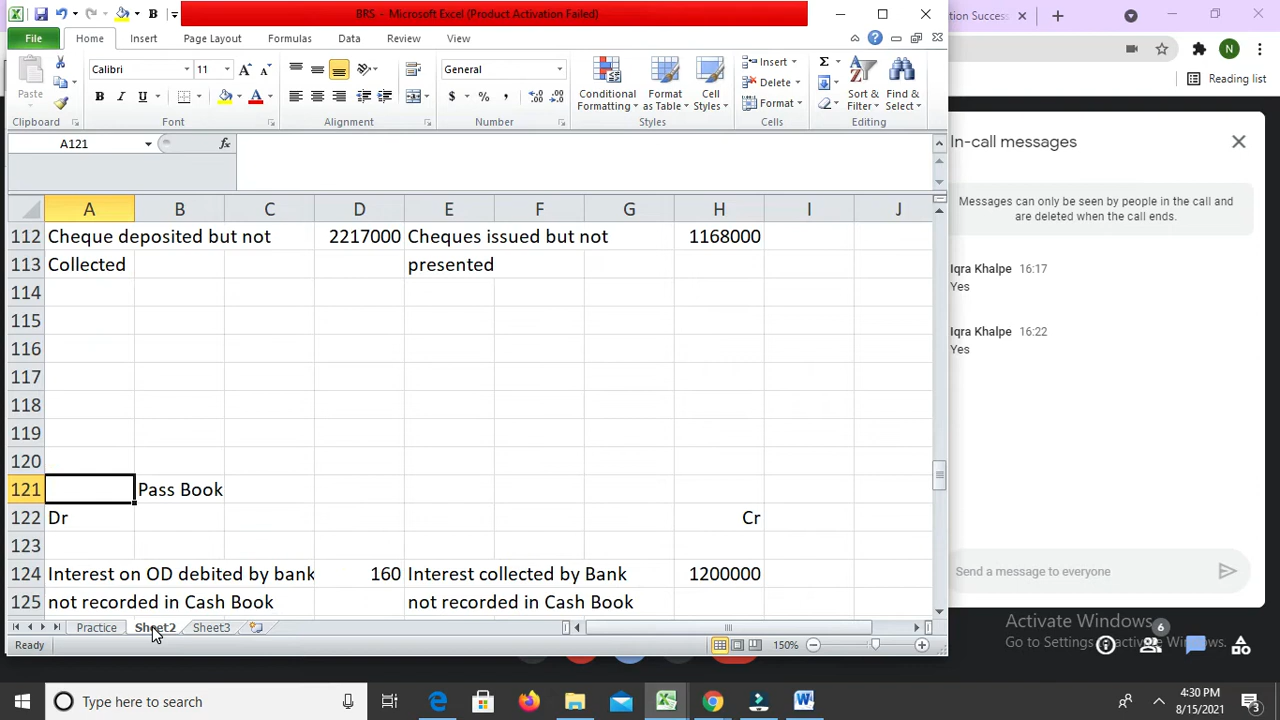 BRS - Microsoft Excel (Product Activation Failed)
tion Success
File Home Insert Page Layout Formulas Data Review View
N
Reading list
Calibri 11 General
Paste
B I U A $ % ,
Conditional Formatting Format as Table Cell Styles
Insert
Delete
Format
Sort & Filter Find & Select
Clipboard Font Alignment Number Styles Cells Editing
A121 fx
A B C D E F G H I J
112 Cheque deposited but not 2217000 Cheques issued but not 1168000
113 Collected presented
114
115
116
117
118
119
120
121 Pass Book
122 Dr Cr
123
124 Interest on OD debited by bank 160 Interest collected by Bank 1200000
125 not recorded in Cash Book not recorded in Cash Book
Practice Sheet2 Sheet3
Ready 150%
In-call messages
Messages can only be seen by people in the call and
are deleted when the call ends.
Iqra Khalpe 16:17
Yes
Iqra Khalpe 16:22
Yes
Send a message to everyone
Activate Windows
Go to Settings to activate Windows.
6
Type here to search
4:30 PM
8/15/2021
3